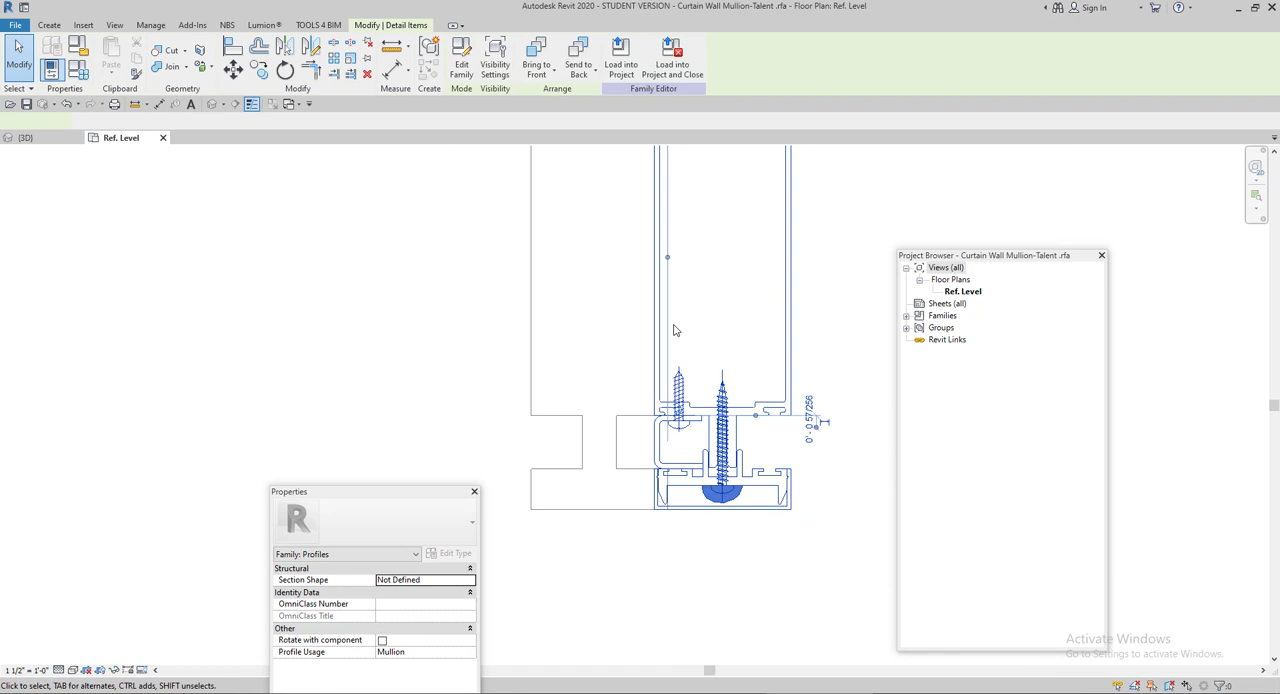 Autodesk Revit 2020 - STUDENT VERSION - Curtain Wall Mullion-Talent .rfa - Floor Plan: Ref. Level
Sign In
File Create Insert View Manage Add-Ins NBS Lumion® TOOLS 4 BIM Modify | Detail Items
Modify
Paste
Cut
Join
Edit Family
Visibility Settings
Bring to Front
Send to Back
Load into Project
Load into Project and Close
Select Properties Clipboard Geometry Modify Measure Create Mode Visibility Arrange Family Editor
{3D}
Ref. Level
Project Browser - Curtain Wall Mullion-Talent .rfa
Views (all)
Floor Plans
Ref. Level
Sheets (all)
Families
Groups
Revit Links
0' - 0 57/256"
Properties
Family: Profiles
Edit Type
Structural
Section Shape Not Defined
Identity Data
OmniClass Number
OmniClass Title
Other
Rotate with component
Profile Usage Mullion
Activate Windows
Go to Settings to activate Windows.
1 1/2" = 1'-0"
Click to select, TAB for alternates, CTRL adds, SHIFT unselects.
:0